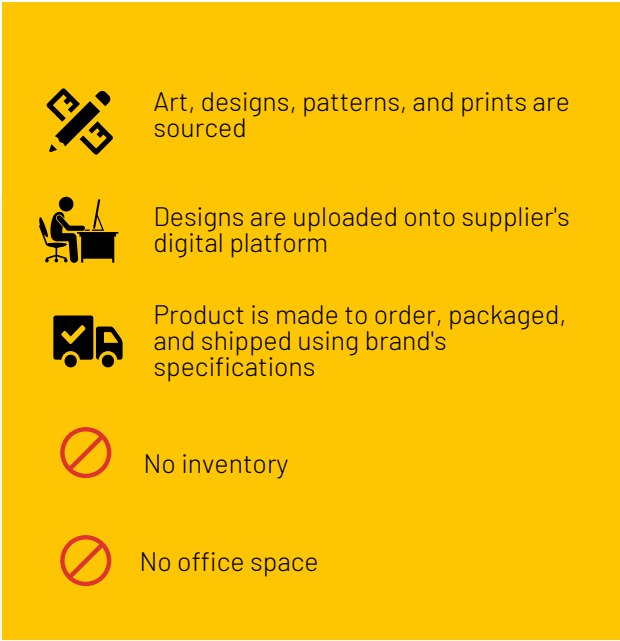 Art, designs, patterns, and prints are
sourced
Designs are uploaded onto supplier's
digital platform
Product is made to order, packaged,
and shipped using brand's
specifications
No inventory
No office space